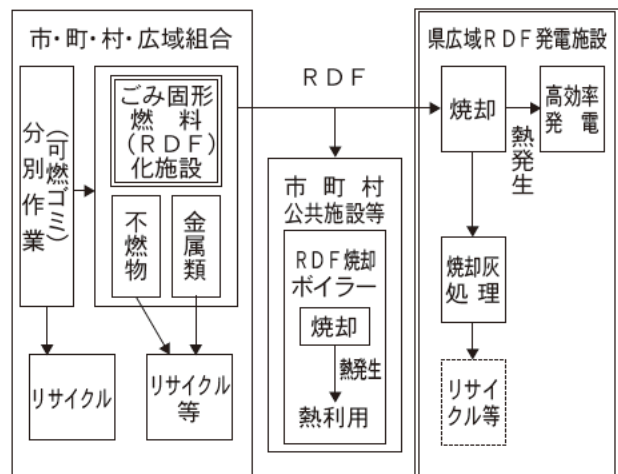 市・町・村・広域組合
分別作業
(可燃ゴミ)
ごみ固形
燃料
(RDF)
化施設
不燃物
金属類
リサイクル
リサイクル
等
RDF
市町村
公共施設等
RDF焼却
ボイラー
焼却
熱発生
熱利用
県広域RDF発電施設
焼却
熱発生
高効率
発電
焼却灰
処理
リサイ
クル等